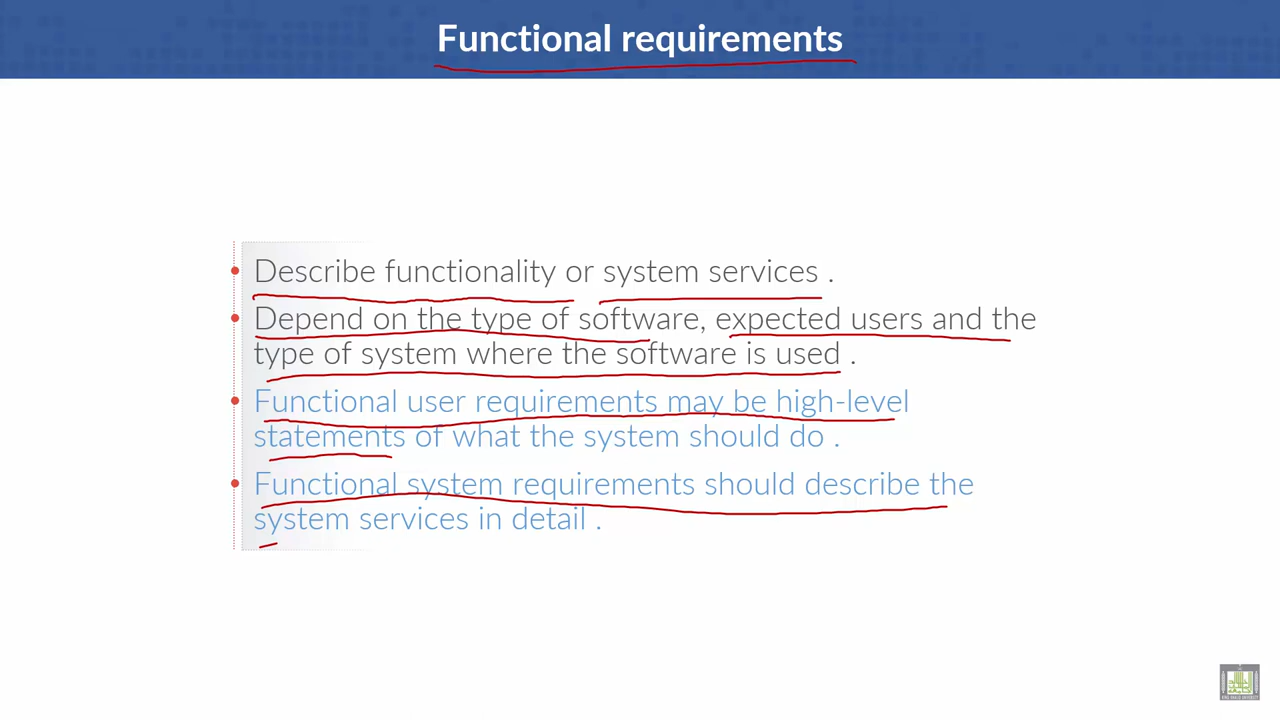 Functional requirements
• Describe functionality or system services .
• Depend on the type of software, expected users and the
type of system where the software is used .
• Functional user requirements may be high-level
statements of what the system should do .
• Functional system requirements should describe the
system services in detail .